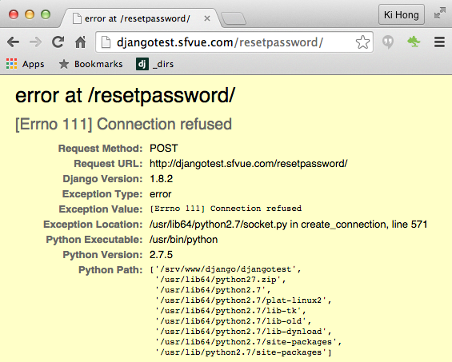 error at /resetpassword/
Ki Hong
djangotest.sfvue.com/resetpassword/
Apps Bookmarks dj _dirs
error at /resetpassword/
[Errno 111] Connection refused
Request Method: POST
Request URL: http://djangotest.sfvue.com/resetpassword/
Django Version: 1.8.2
Exception Type: error
Exception Value: [Errno 111] Connection refused
Exception Location: /usr/lib64/python2.7/socket.py in create_connection, line 571
Python Executable: /usr/bin/python
Python Version: 2.7.5
Python Path: ['/srv/www/django/djangotest',
'/usr/lib64/python27.zip',
'/usr/lib64/python2.7',
'/usr/lib64/python2.7/plat-linux2',
'/usr/lib64/python2.7/lib-tk',
'/usr/lib64/python2.7/lib-old',
'/usr/lib64/python2.7/lib-dynload',
'/usr/lib64/python2.7/site-packages',
'/usr/lib/python2.7/site-packages']